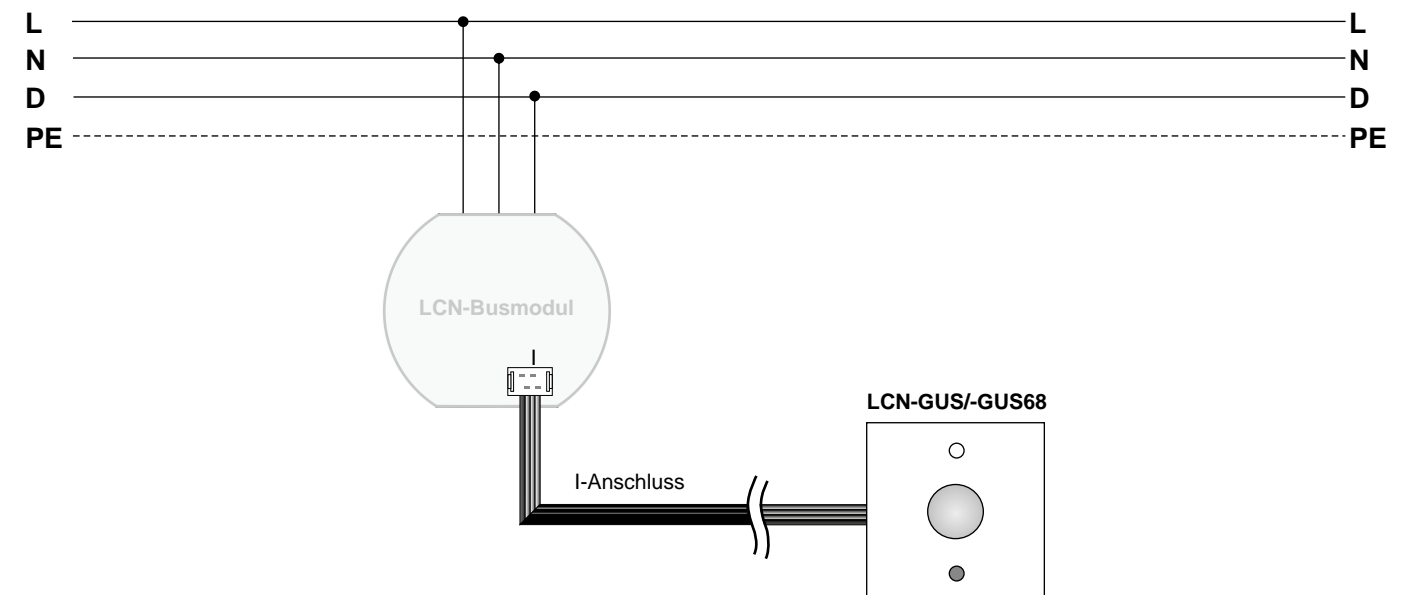 L L
N N
D D
PE PE
LCN-Busmodul
I
LCN-GUS/-GUS68
I-Anschluss